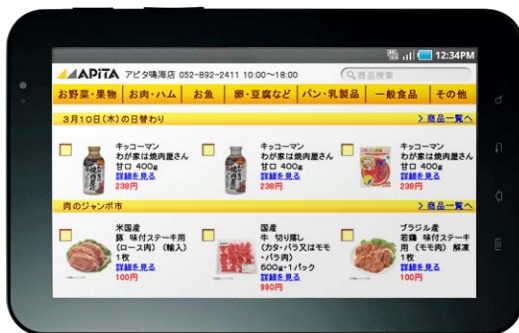 12:34PM
APiTA アピタ鳴海店 052-892-2411 10:00~18:00 商品検索
お野菜・果物 お肉・ハム お魚 卵・豆腐など パン・乳製品 一般食品 その他
3月10日(木)の日替わり >商品一覧へ
キッコーマン
わが家は焼肉屋さん
甘口 400g
詳細を見る
238円
キッコーマン
わが家は焼肉屋さん
甘口 400g
詳細を見る
238円
キッコーマン
わが家は焼肉屋さん
甘口 400g
詳細を見る
238円
肉のジャンボ市 >商品一覧へ
米国産
豚 味付ステーキ用
(ロース肉) (輸入)
1枚
詳細を見る
100円
国産
牛 切り落し
(カタ・バラ又はモモ
・バラ肉)
500g・1パック
詳細を見る
990円
ブラジル産
若鶏 味付ステーキ
用 (モモ肉) 解凍
1枚
詳細を見る
100円